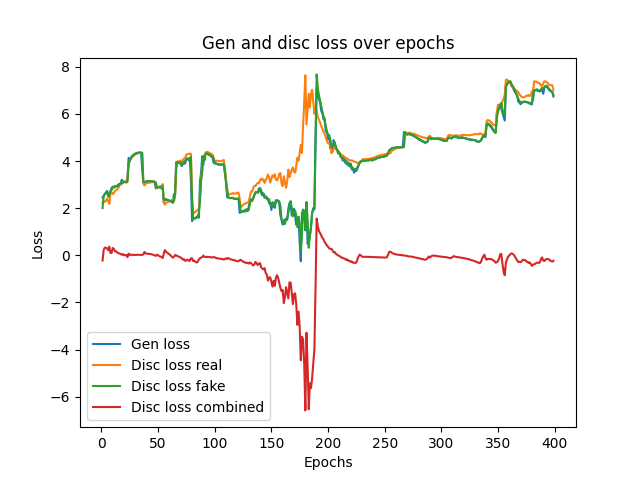 Gen and disc loss over epochs
8
6
4
2
0
−2
−4
−6
Loss
Gen loss
Disc loss real
Disc loss fake
Disc loss combined
0 50 100 150 200 250 300 350 400
Epochs